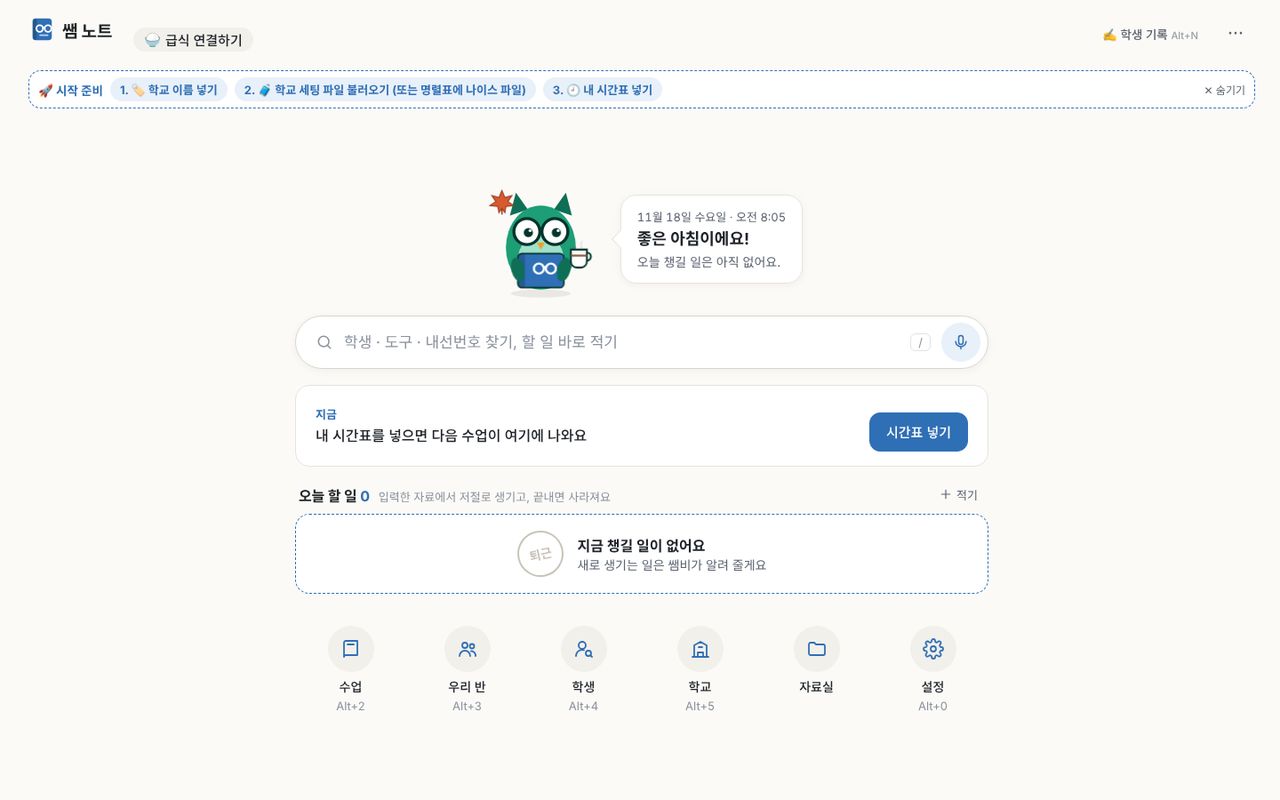 쌤 노트
🍚 급식 연결하기
✍️ 학생 기록 Alt+N
···
🚀 시작 준비
1. 🏷️ 학교 이름 넣기
2. 🧳 학교 세팅 파일 불러오기 (또는 명렬표에 나이스 파일)
3. 🕘 내 시간표 넣기
✕ 숨기기
11월 18일 수요일 · 오전 8:05
좋은 아침이에요!
오늘 챙길 일은 아직 없어요.
학생 · 도구 · 내선번호 찾기, 할 일 바로 적기
/
지금
내 시간표를 넣으면 다음 수업이 여기에 나와요
시간표 넣기
오늘 할 일 0 입력한 자료에서 저절로 생기고, 끝내면 사라져요
+ 적기
퇴근
지금 챙길 일이 없어요
새로 생기는 일은 쌤비가 알려 줄게요
수업
Alt+2
우리 반
Alt+3
학생
Alt+4
학교
Alt+5
자료실
설정
Alt+0